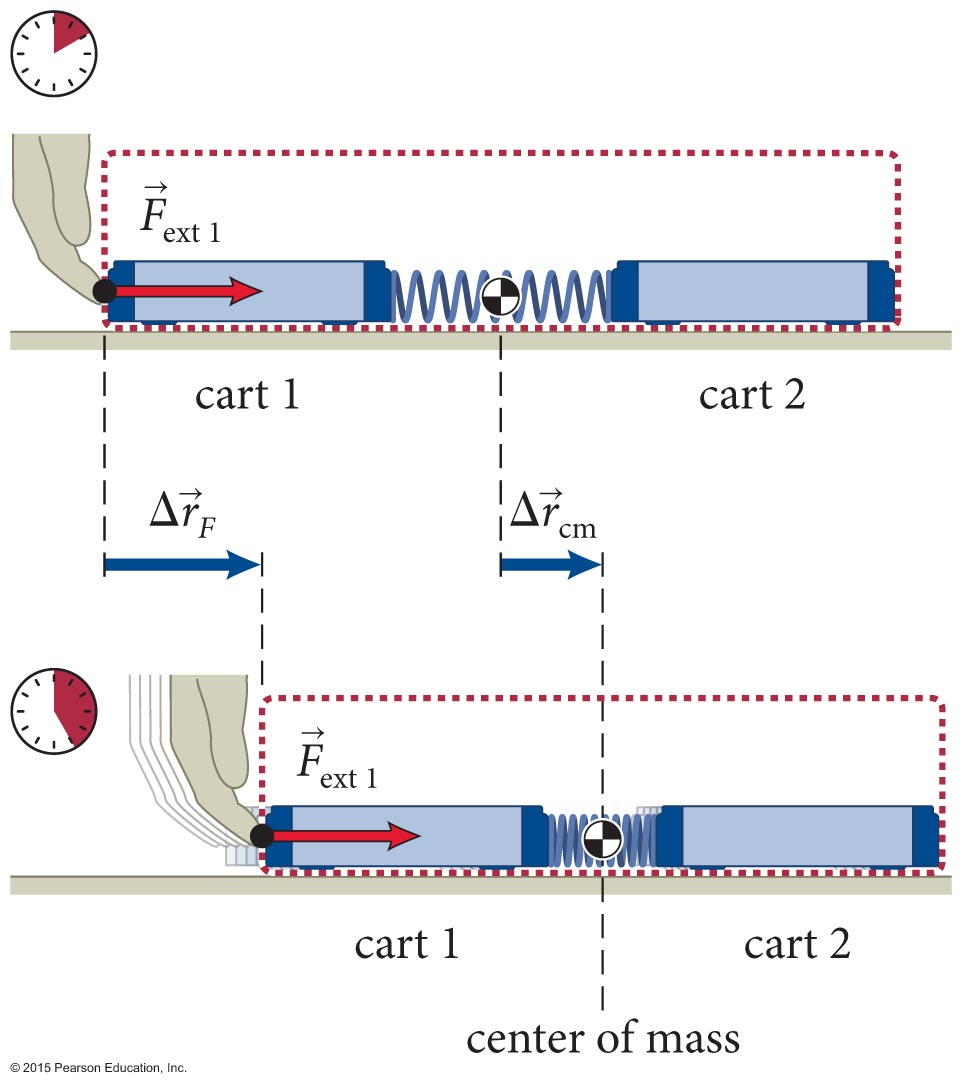 F⃗ext 1
cart 1 cart 2
Δr⃗F Δr⃗cm
F⃗ext 1
cart 1 cart 2
center of mass
© 2015 Pearson Education, Inc.